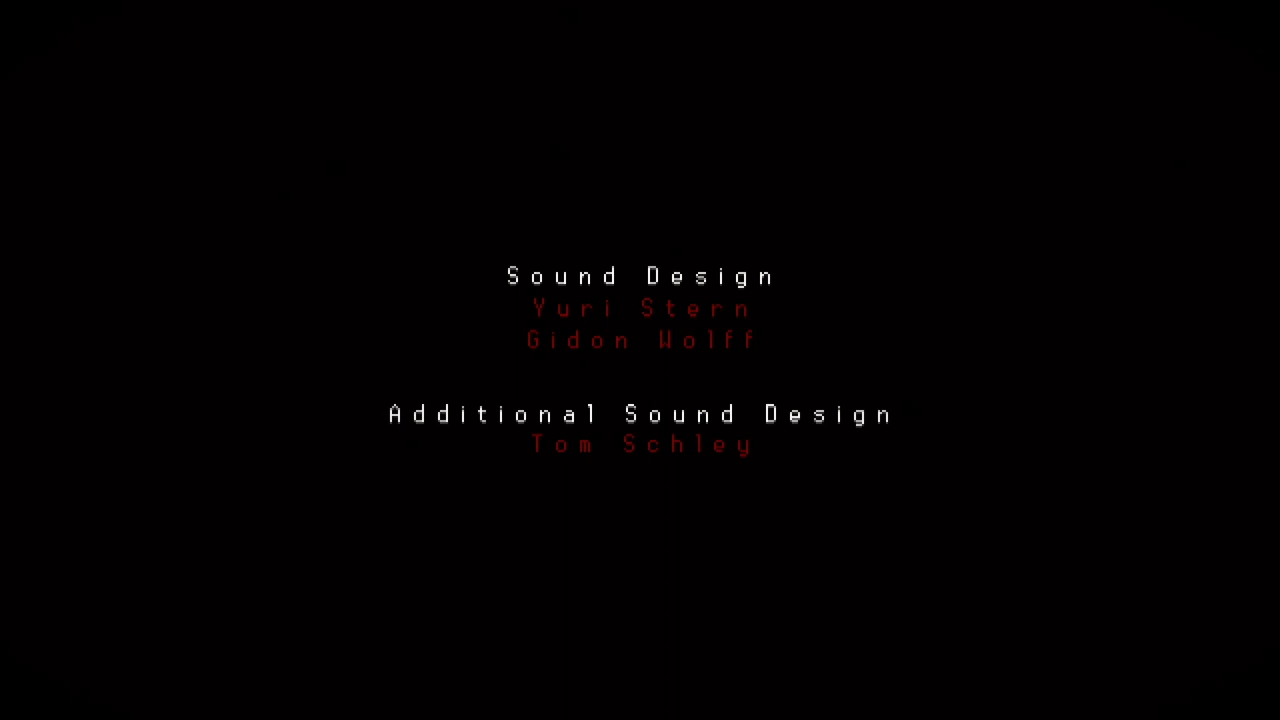 Sound Design
Yuri Stern
Gidon Wolff
Additional Sound Design
Tom Schley